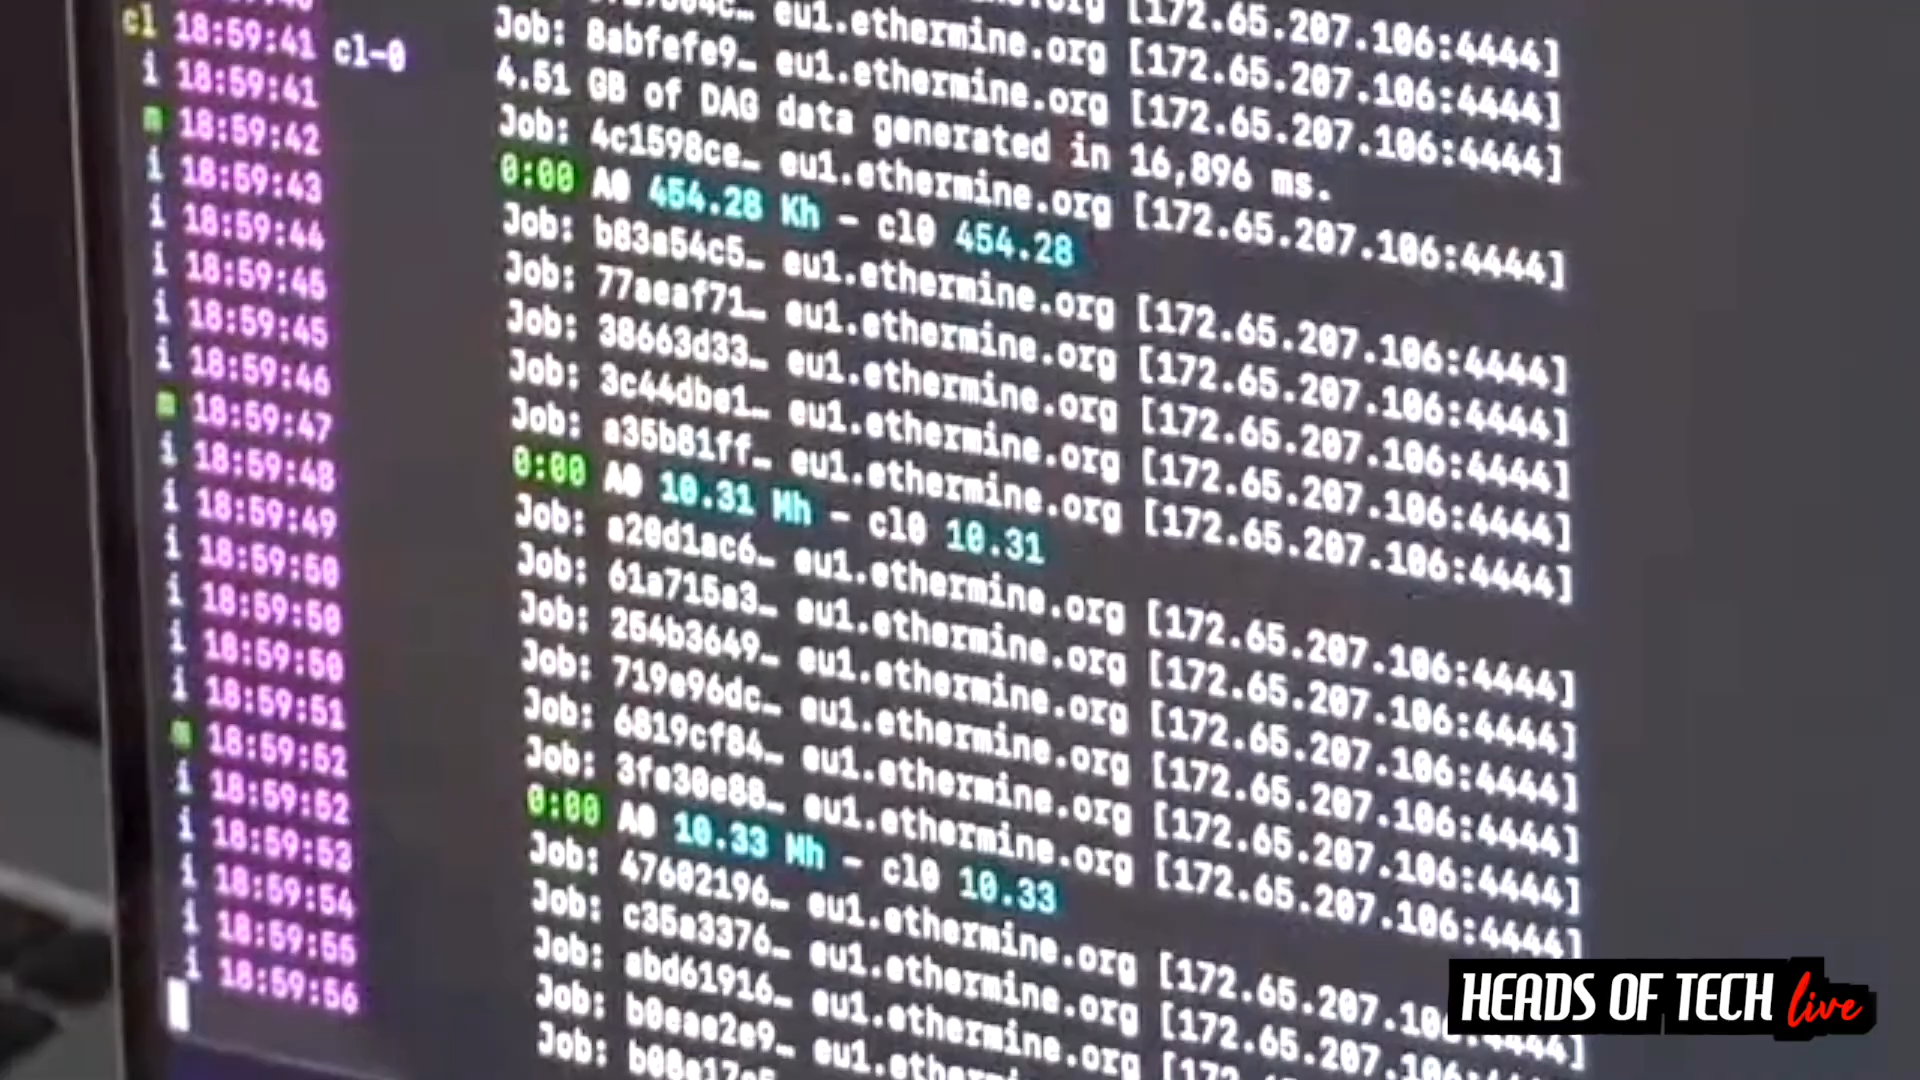 org [172.65.207.106:4444]
eu1.ethermine.org [172.65.207.106:4444]
Job: 8abfefe9… eu1.ethermine.org [172.65.207.106:4444]
cl 18:59:41 cl-0 4.51 GB of DAG data generated in 16,896 ms.
i 18:59:41 Job: 4c1598ce… eu1.ethermine.org [172.65.207.106:4444]
m 18:59:42 0:00 A0 454.28 Kh - cl0 454.28
i 18:59:43 Job: b83a54c5… eu1.ethermine.org [172.65.207.106:4444]
i 18:59:44 Job: 77aeaf71… eu1.ethermine.org [172.65.207.106:4444]
i 18:59:45 Job: 38663d33… eu1.ethermine.org [172.65.207.106:4444]
i 18:59:45 Job: 3c44dbe1… eu1.ethermine.org [172.65.207.106:4444]
i 18:59:46 Job: a35b81ff… eu1.ethermine.org [172.65.207.106:4444]
m 18:59:47 0:00 A0 10.31 Mh - cl0 10.31
i 18:59:48 Job: a20d1ac6… eu1.ethermine.org [172.65.207.106:4444]
i 18:59:49 Job: 61a715a3… eu1.ethermine.org [172.65.207.106:4444]
i 18:59:50 Job: 254b3649… eu1.ethermine.org [172.65.207.106:4444]
i 18:59:50 Job: 719e96dc… eu1.ethermine.org [172.65.207.106:4444]
i 18:59:50 Job: 6819cf84… eu1.ethermine.org [172.65.207.106:4444]
i 18:59:51 Job: 3fe30e88… eu1.ethermine.org [172.65.207.106:4444]
m 18:59:52 0:00 A0 10.33 Mh - cl0 10.33
i 18:59:52 Job: 47602196… eu1.ethermine.org [172.65.207.106:4444]
i 18:59:53 Job: c35a3376… eu1.ethermine.org [172.65.207.
i 18:59:54 Job: abd61916… eu1.ethermine.org [172.
i 18:59:55 Job: b0eae2e9… eu1.ethermine.org
i 18:59:56 Job: b08a17e5
HEADS OF TECH live